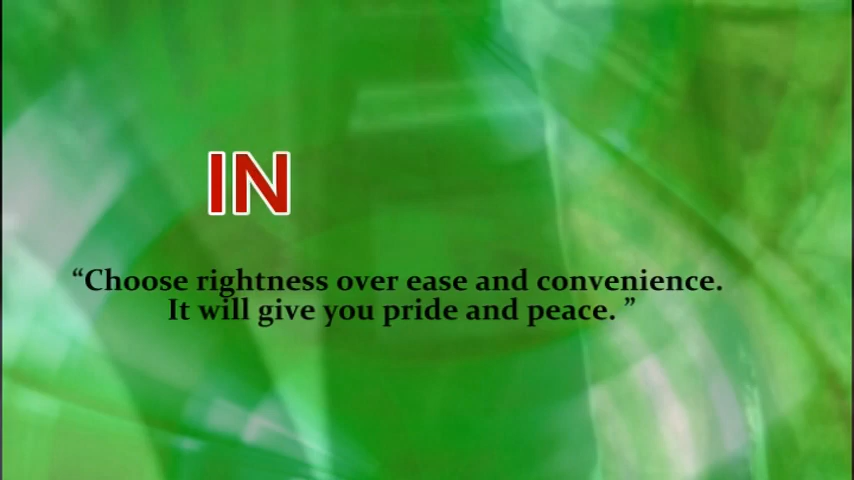 IN
“Choose rightness over ease and convenience.
It will give you pride and peace. ”